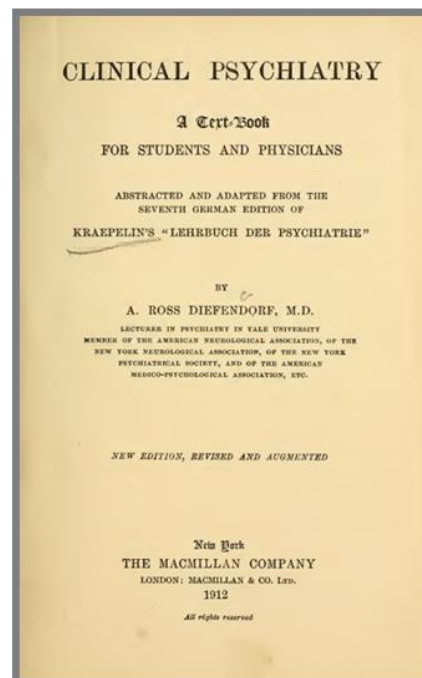 CLINICAL PSYCHIATRY
A Text-Book
FOR STUDENTS AND PHYSICIANS
ABSTRACTED AND ADAPTED FROM THE
SEVENTH GERMAN EDITION OF
KRAEPELIN'S "LEHRBUCH DER PSYCHIATRIE"
BY
A. ROSS DIEFENDORF, M.D.
LECTURER IN PSYCHIATRY IN YALE UNIVERSITY
MEMBER OF THE AMERICAN NEUROLOGICAL ASSOCIATION, OF THE
NEW YORK NEUROLOGICAL ASSOCIATION, OF THE NEW YORK
PSYCHIATRICAL SOCIETY, AND OF THE AMERICAN
MEDICO-PSYCHOLOGICAL ASSOCIATION, ETC.
NEW EDITION, REVISED AND AUGMENTED
New York
THE MACMILLAN COMPANY
LONDON: MACMILLAN & CO. LTD.
1912
All rights reserved